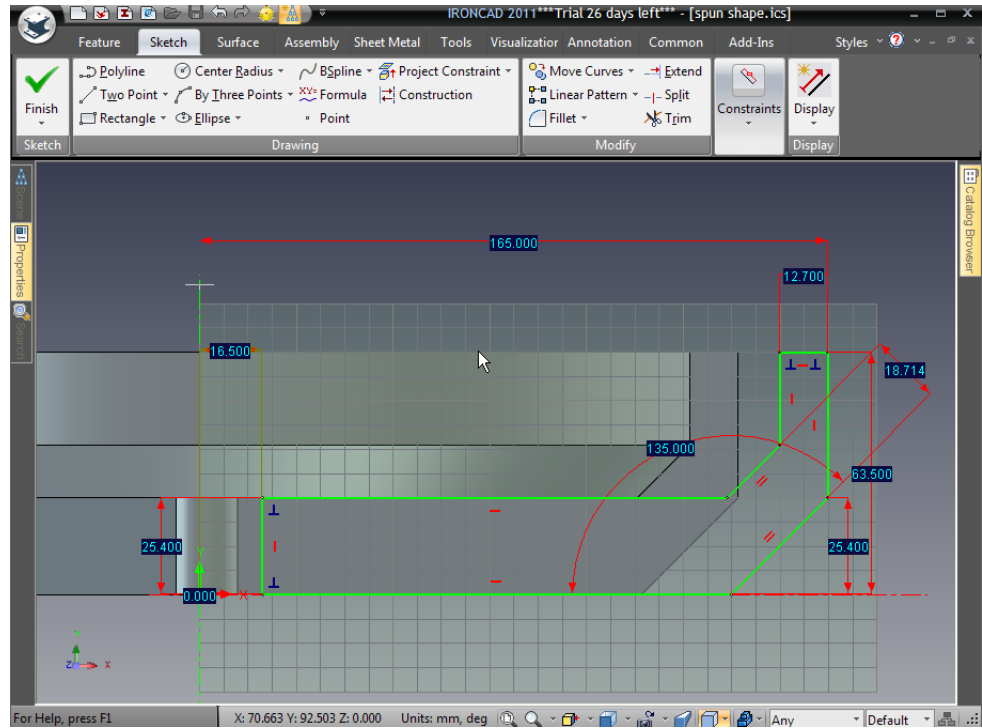 IRONCAD 2011***Trial 26 days left*** - [spun shape.ics]
Feature Sketch Surface Assembly Sheet Metal Tools Visualization Annotation Common Add-Ins Styles
Polyline Center Radius BSpline Project Constraint Move Curves Extend
Finish Two Point By Three Points XY= Formula Construction Linear Pattern Split Constraints Display
Rectangle Ellipse Point Fillet Trim
Sketch Drawing Modify Display
Scene
Properties
Search
Catalog Browser
165.000
12.700
16.500
18.714
135.000
63.500
25.400
25.400
Y
0.000 X
Y
Z X
For Help, press F1 X: 70.663 Y: 92.503 Z: 0.000 Units: mm, deg Any Default